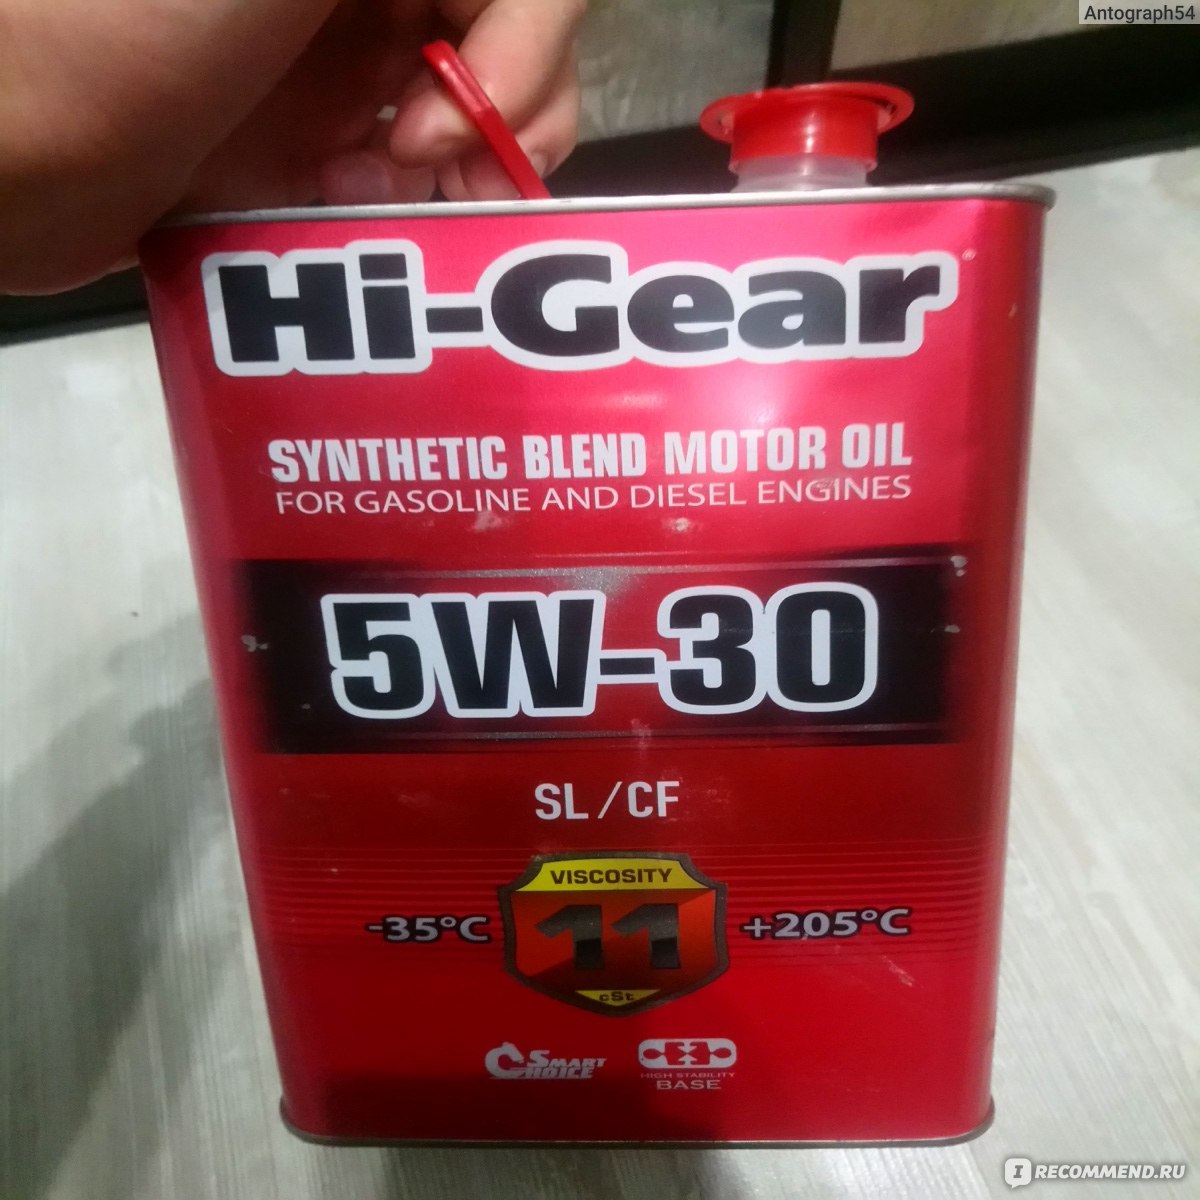 Antograph54
Hi-Gear®
SYNTHETIC BLEND MOTOR OIL
FOR GASOLINE AND DIESEL ENGINES
5W-30
SL/CF
VISCOSITY
-35°C 11 +205°C
cSt
SMART CHOICE
HIGH STABILITY
BASE
IRECOMMEND.RU